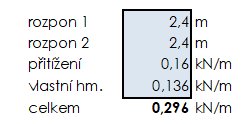 rozpon 1 2,4 m
rozpon 2 2,4 m
přitížení 0,16 kN/m
vlastní hm. 0,136 kN/m
celkem 0,296 kN/m